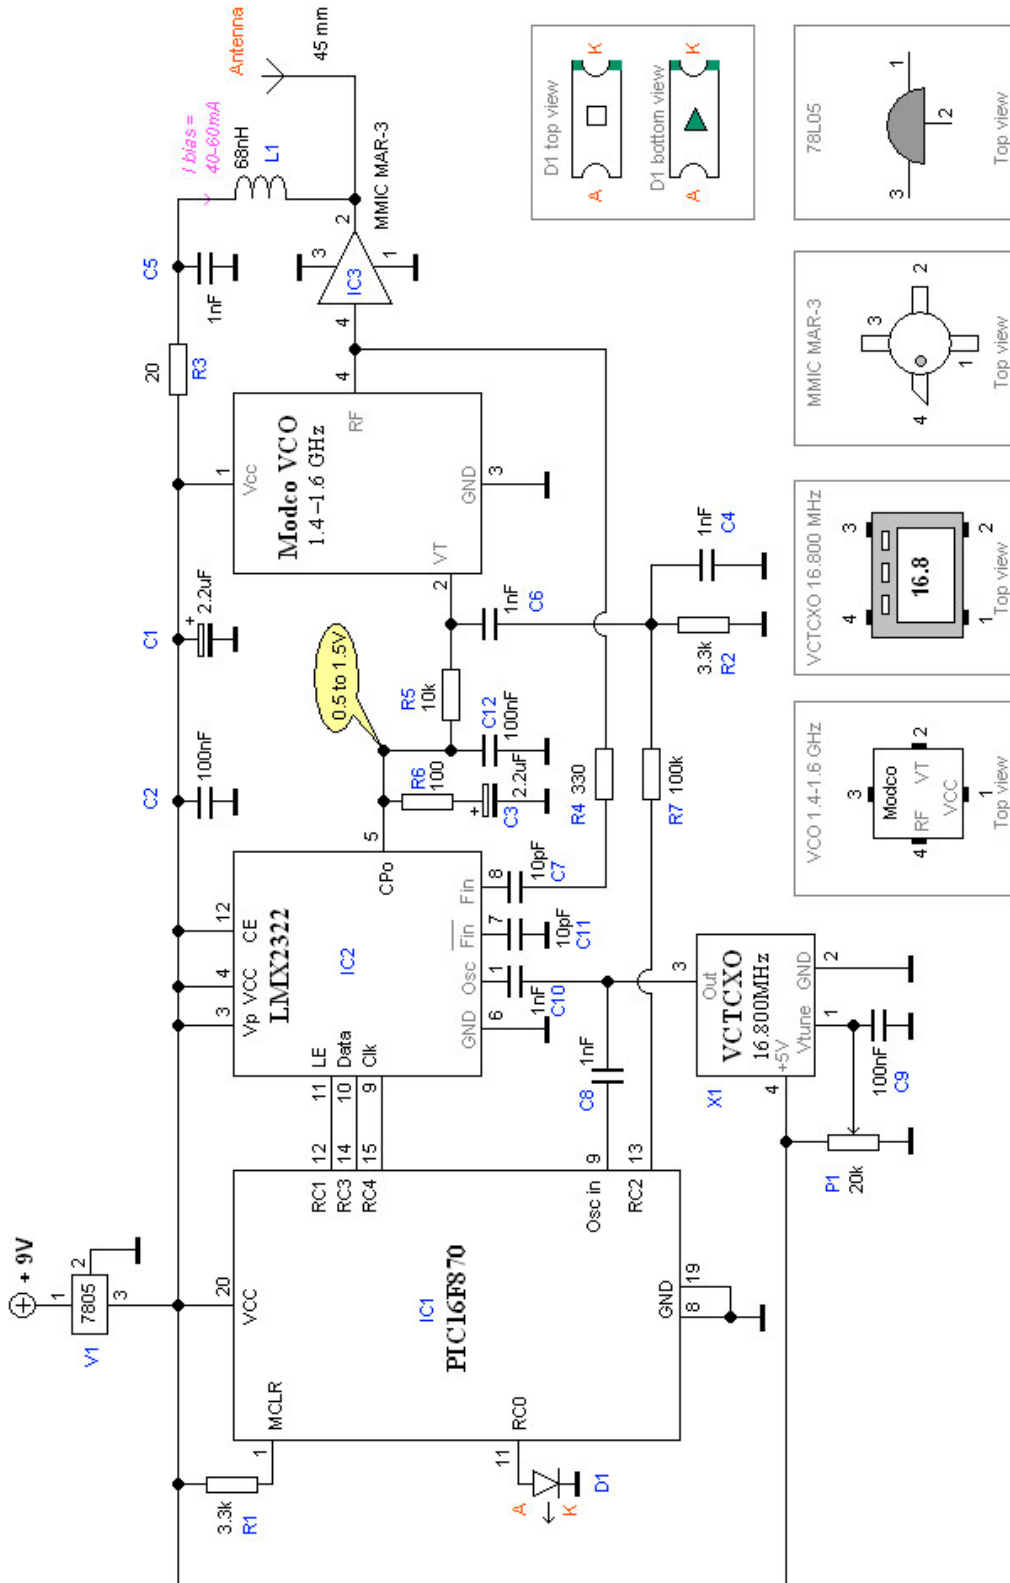 + 9V
V1
7805
1
2
3
R1
3.3k
C2
100nF
C1
+
2.2uF
20
R3
C5
1nF
I bias =
40-60mA
68nH
L1
Antenna
45 mm
MCLR
1
VCC
20
IC1
PIC16F870
RC1
12
RC3
14
RC4
15
Osc in
9
RC2
13
RC0
11
GND
8
19
A
K
D1
LE
11
Data
10
Clk
9
Vp
3
VCC
4
CE
12
LMX2322
IC2
CPo
5
GND
6
Osc
1
Fin
7
Fin
8
1nF
C10
10pF
C11
10pF
C7
C8
1nF
0.5 to 1.5V
R6
100
+
C3
2.2uF
C12
100nF
R5
10k
1nF
C6
Vcc
1
Modco VCO
1.4–1.6 GHz
VT
2
RF
4
GND
3
4
IC3
3
1
2
MMIC MAR-3
R4
330
R7
100k
3.3k
R2
1nF
C4
X1
VCTCXO
16.800MHz
Out
3
+5V
4
Vtune
1
GND
2
P1
20k
100nF
C9
VCO 1.4-1.6 GHz
Modco
RF
VT
VCC
3
4
2
1
Top view
VCTCXO 16.800 MHz
16.8
4
3
1
2
Top view
MMIC MAR-3
4
3
2
1
Top view
78L05
3
2
1
Top view
D1 top view
A
K
D1 bottom view
A
K